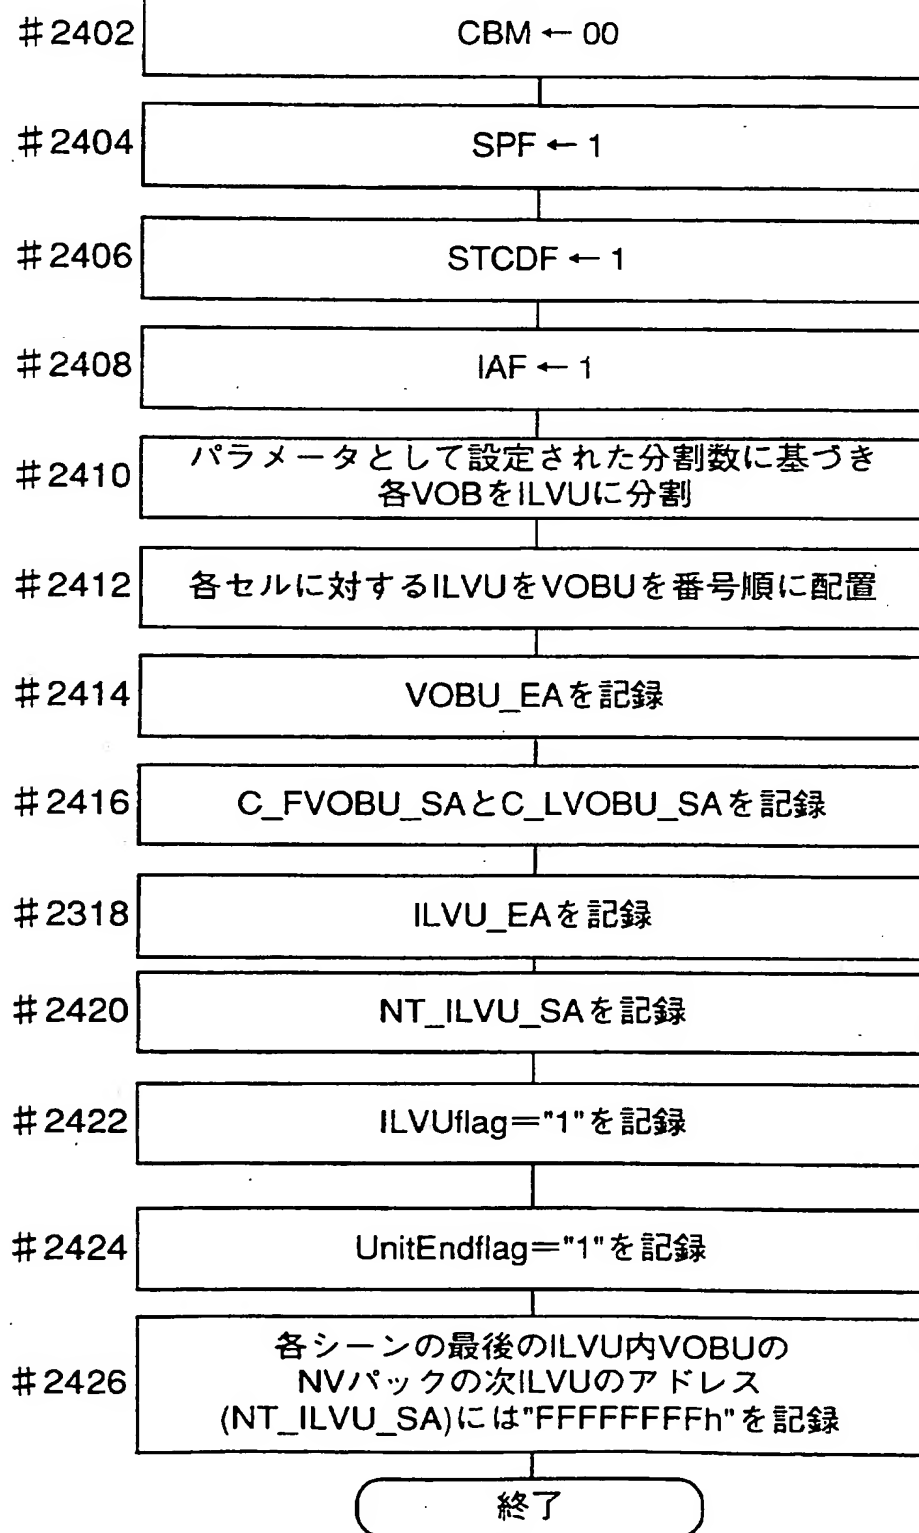 #2402 CBM ← 00
#2404 SPF ← 1
#2406 STCDF ← 1
#2408 IAF ← 1
#2410 パラメータとして設定された分割数に基づき
各VOBをILVUに分割
#2412 各セルに対するILVUをVOBUを番号順に配置
#2414 VOBU_EAを記録
#2416 C_FVOBU_SAとC_LVOBU_SAを記録
#2318 ILVU_EAを記録
#2420 NT_ILVU_SAを記録
#2422 ILVUflag="1"を記録
#2424 UnitEndflag="1"を記録
#2426 各シーンの最後のILVU内VOBUの
NVパックの次ILVUのアドレス
(NT_ILVU_SA)には"FFFFFFFFh"を記録
終了